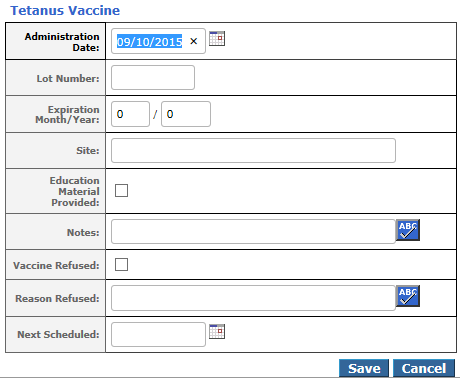 Tetanus Vaccine
Administration
Date:
09/10/2015 ×
Lot Number:
Expiration
Month/Year:
0 / 0
Site:
Education
Material
Provided:
Notes:
ABC
Vaccine Refused:
Reason Refused:
ABC
Next Scheduled:
Save Cancel